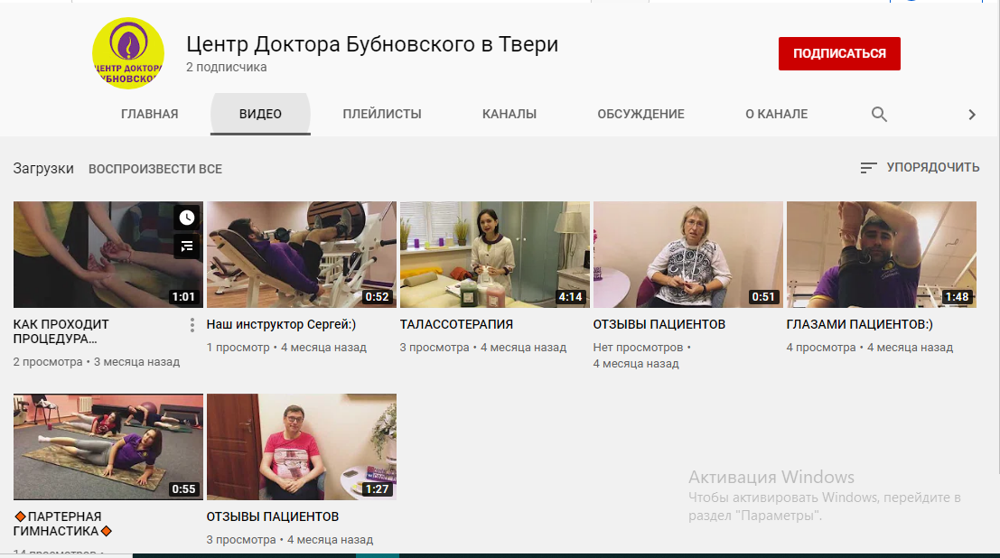 ЦЕНТР ДОКТОРА
БУБНОВСКОГО
Центр Доктора Бубновского в Твери
2 подписчика
ПОДПИСАТЬСЯ
ГЛАВНАЯ ВИДЕО ПЛЕЙЛИСТЫ КАНАЛЫ ОБСУЖДЕНИЕ О КАНАЛЕ
Загрузки ВОСПРОИЗВЕСТИ ВСЕ УПОРЯДОЧИТЬ
1:01 0:52 4:14 0:51 1:48
КАК ПРОХОДИТ
ПРОЦЕДУРА...
2 просмотра • 3 месяца назад
Наш инструктор Сергей:)
1 просмотр • 4 месяца назад
ТАЛАССОТЕРАПИЯ
3 просмотра • 4 месяца назад
ОТЗЫВЫ ПАЦИЕНТОВ
Нет просмотров •
4 месяца назад
ГЛАЗАМИ ПАЦИЕНТОВ:)
4 просмотра • 4 месяца назад
0:55 1:27
🔸ПАРТЕРНАЯ
ГИМНАСТИКА🔸
14 просмотров •
ОТЗЫВЫ ПАЦИЕНТОВ
3 просмотра • 4 месяца назад
Активация Windows
Чтобы активировать Windows, перейдите в
раздел "Параметры".